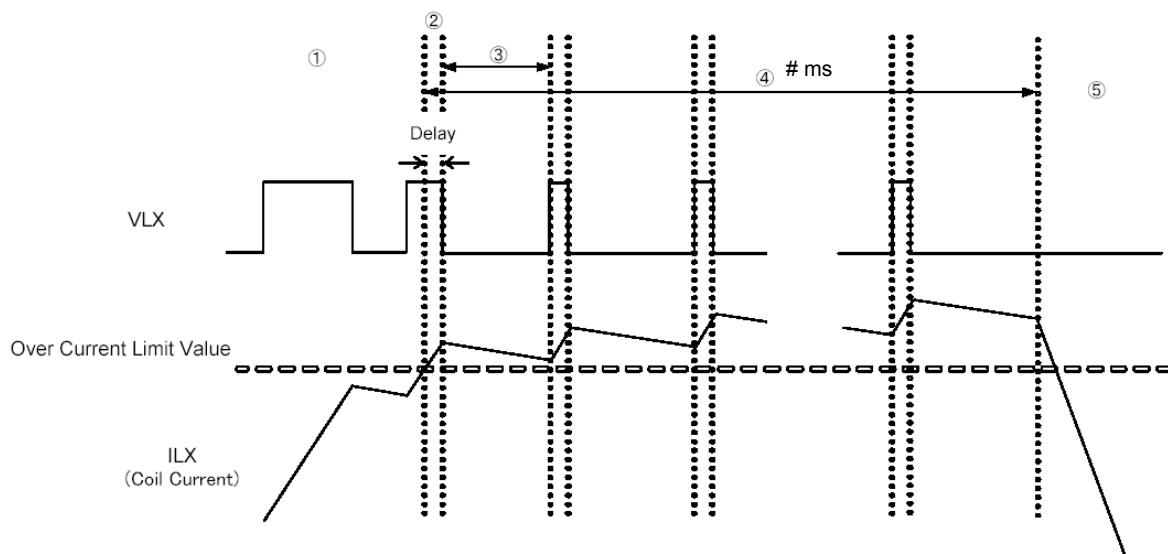 ②
①
③
④ # ms
⑤
Delay
VLX
Over Current Limit Value
ILX
(Coil Current)